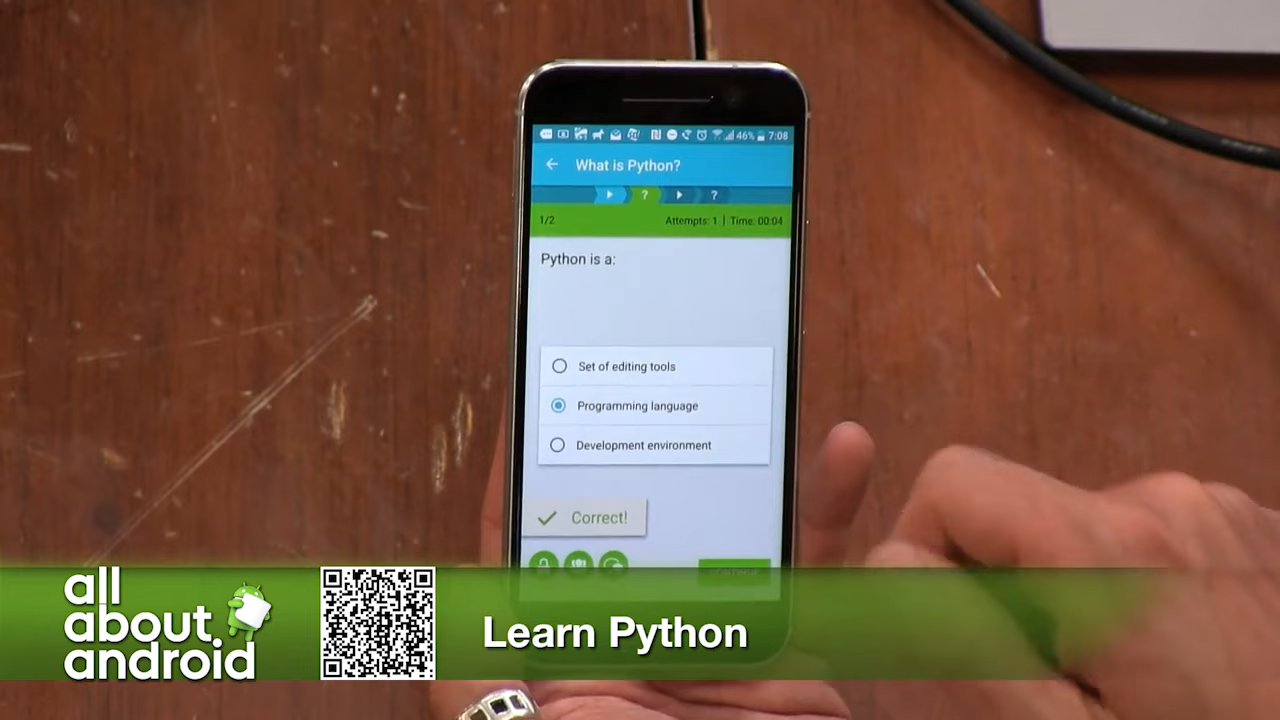 46% 7:08
What is Python?
?
?
1/2
Attempts: 1 | Time: 00:04
Python is a:
Set of editing tools
Programming language
Development environment
Correct!
all
about
android
Learn Python